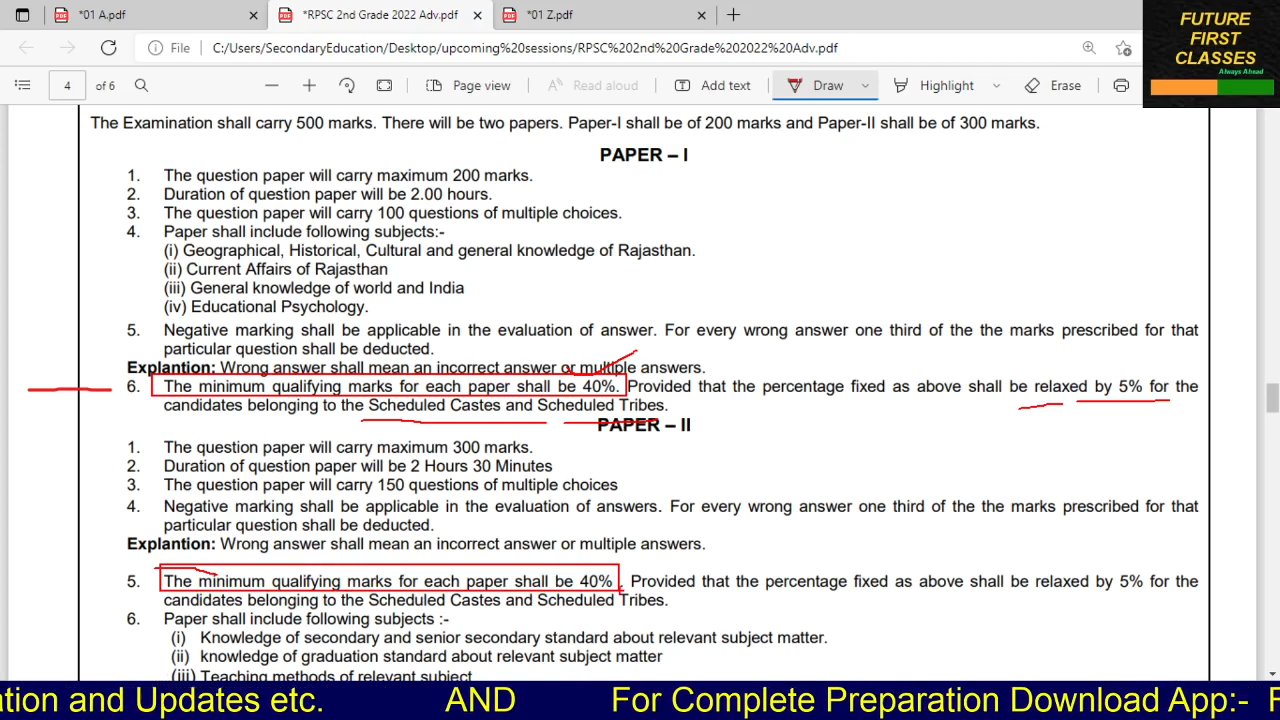 *01 A.pdf
*RPSC 2nd Grade 2022 Adv.pdf
*01 Z.pdf
FUTURE
FIRST
CLASSES
Always Ahead
File
C:/Users/SecondaryEducation/Desktop/upcoming%20sessions/RPSC%202nd%20Grade%202022%20Adv.pdf
4 of 6
Page view
Read aloud
Add text
Draw
Highlight
Erase
The Examination shall carry 500 marks. There will be two papers. Paper-I shall be of 200 marks and Paper-II shall be of 300 marks.
PAPER – I
1. The question paper will carry maximum 200 marks.
2. Duration of question paper will be 2.00 hours.
3. The question paper will carry 100 questions of multiple choices.
4. Paper shall include following subjects:-
(i) Geographical, Historical, Cultural and general knowledge of Rajasthan.
(ii) Current Affairs of Rajasthan
(iii) General knowledge of world and India
(iv) Educational Psychology.
5. Negative marking shall be applicable in the evaluation of answer. For every wrong answer one third of the the marks prescribed for that
particular question shall be deducted.
Explantion: Wrong answer shall mean an incorrect answer or multiple answers.
6. The minimum qualifying marks for each paper shall be 40%. Provided that the percentage fixed as above shall be relaxed by 5% for the
candidates belonging to the Scheduled Castes and Scheduled Tribes.
PAPER – II
1. The question paper will carry maximum 300 marks.
2. Duration of question paper will be 2 Hours 30 Minutes
3. The question paper will carry 150 questions of multiple choices
4. Negative marking shall be applicable in the evaluation of answers. For every wrong answer one third of the the marks prescribed for that
particular question shall be deducted.
Explantion: Wrong answer shall mean an incorrect answer or multiple answers.
5. The minimum qualifying marks for each paper shall be 40% Provided that the percentage fixed as above shall be relaxed by 5% for the
candidates belonging to the Scheduled Castes and Scheduled Tribes.
6. Paper shall include following subjects :-
(i) Knowledge of secondary and senior secondary standard about relevant subject matter.
(ii) knowledge of graduation standard about relevant subject matter
(iii) Teaching methods of relevant subject
ation and Updates etc. AND For Complete Preparation Download App:-